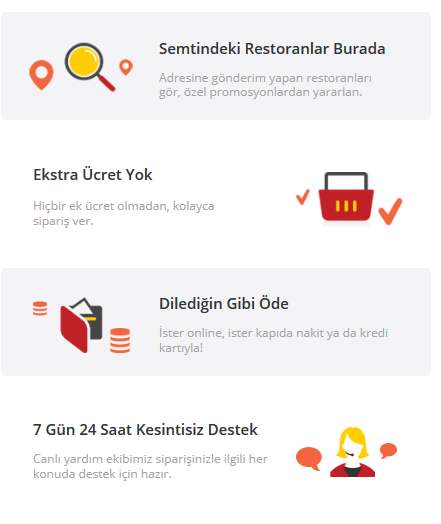 Semtindeki Restoranlar Burada
Adresine gönderim yapan restoranları
gör, özel promosyonlardan yararlan.
Ekstra Ücret Yok
Hiçbir ek ücret olmadan, kolayca
sipariş ver.
Dilediğin Gibi Öde
İster online, ister kapıda nakit ya da kredi
kartıyla!
7 Gün 24 Saat Kesintisiz Destek
Canlı yardım ekibimiz siparişinizle ilgili her
konuda destek için hazır.